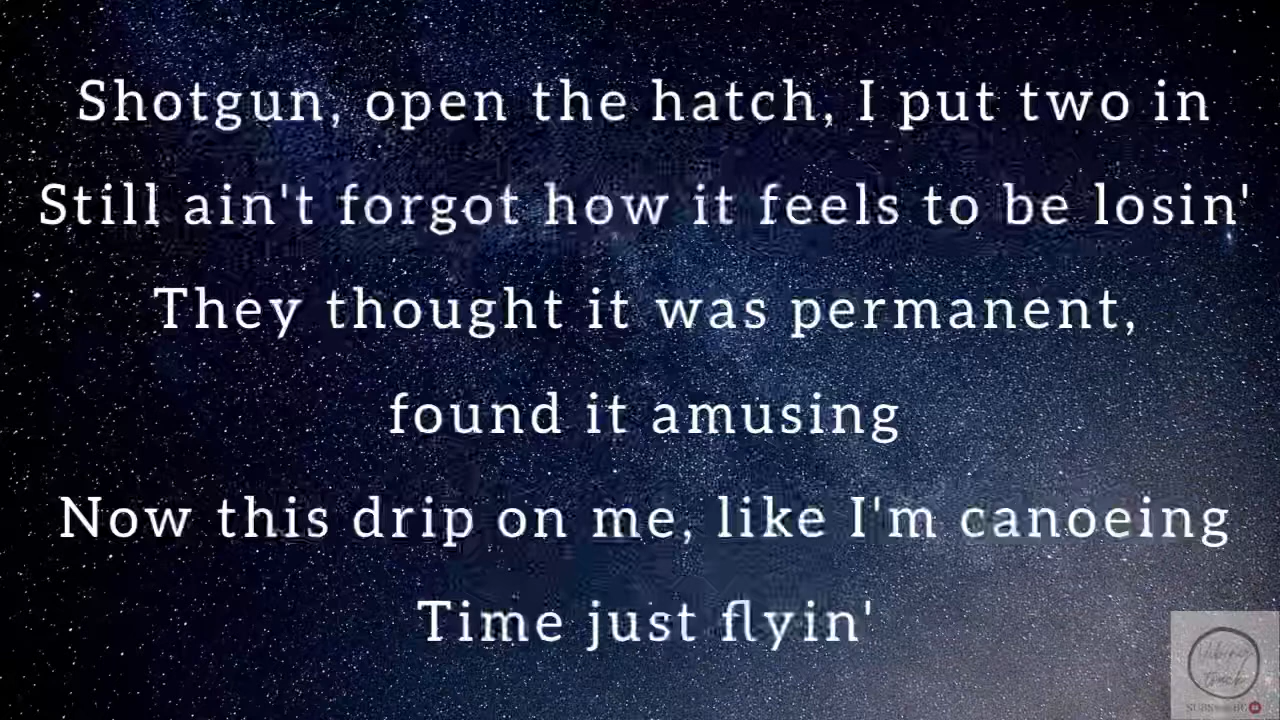 Shotgun, open the hatch, I put two in
Still ain't forgot how it feels to be losin'
They thought it was permanent,
found it amusing
Now this drip on me, like I'm canoeing
Time just flyin'